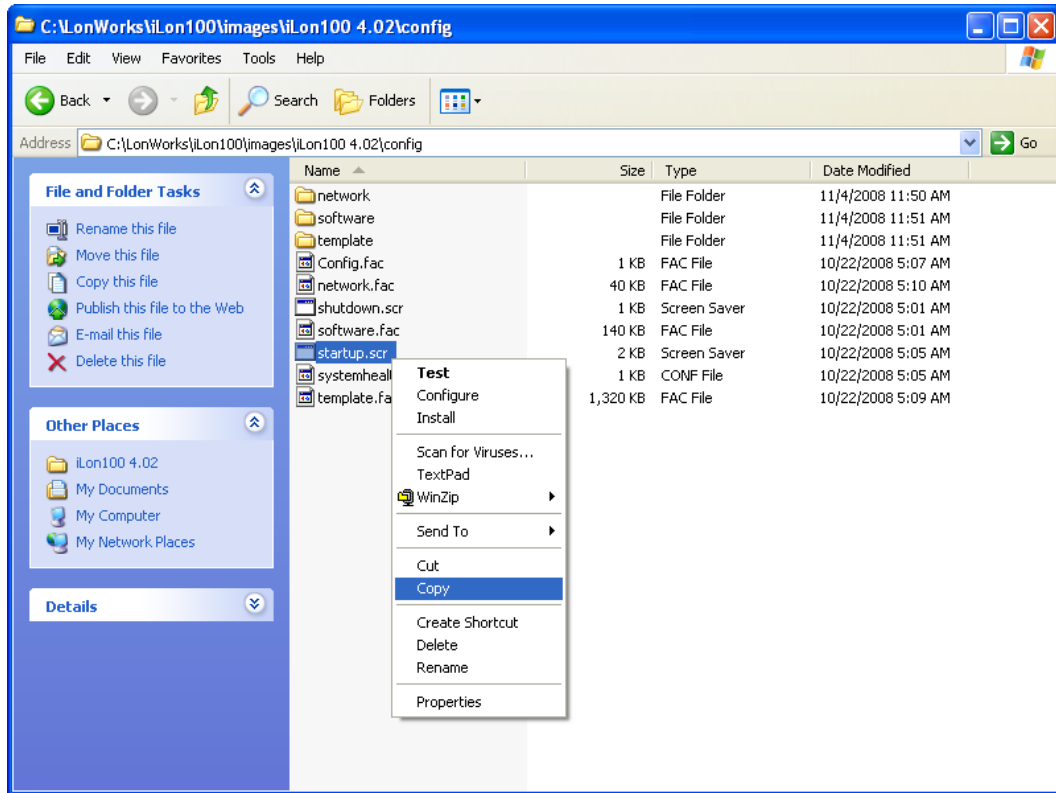 C:\LonWorks\iLon100\images\iLon100 4.02\config
File Edit View Favorites Tools Help
Back Search Folders
Address C:\LonWorks\iLon100\images\iLon100 4.02\config Go
Name Size Type Date Modified
File and Folder Tasks
Rename this file
Move this file
Copy this file
Publish this file to the Web
E-mail this file
Delete this file
Other Places
iLon100 4.02
My Documents
My Computer
My Network Places
Details
network File Folder 11/4/2008 11:50 AM
software File Folder 11/4/2008 11:51 AM
template File Folder 11/4/2008 11:51 AM
Config.fac 1 KB FAC File 10/22/2008 5:07 AM
network.fac 40 KB FAC File 10/22/2008 5:10 AM
shutdown.scr 1 KB Screen Saver 10/22/2008 5:01 AM
software.fac 140 KB FAC File 10/22/2008 5:01 AM
startup.scr 2 KB Screen Saver 10/22/2008 5:05 AM
systemheal 1 KB CONF File 10/22/2008 5:05 AM
template.fa 1,320 KB FAC File 10/22/2008 5:09 AM
Test
Configure
Install
Scan for Viruses...
TextPad
WinZip
Send To
Cut
Copy
Create Shortcut
Delete
Rename
Properties